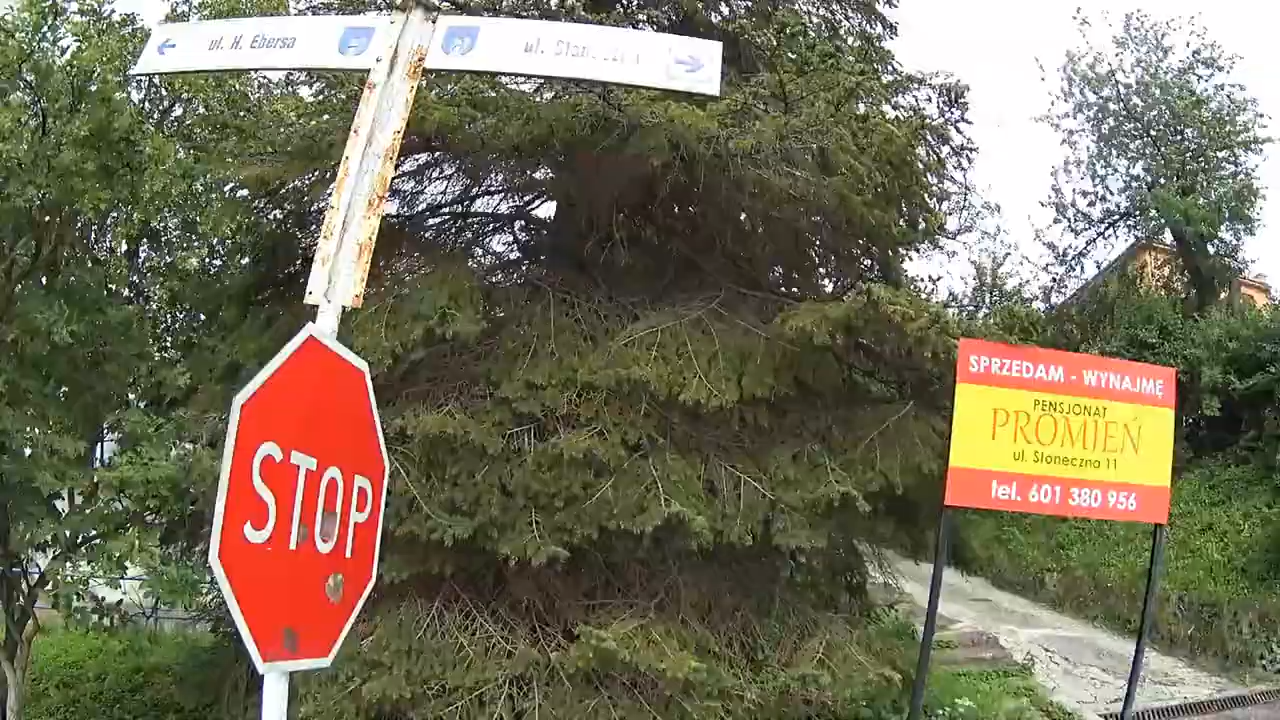 ul. H. Ebersa
ul.
STOP
SPRZEDAM - WYNAJMĘ
PENSJONAT
PROMIEŃ
ul. Słoneczna 11
tel. 601 380 956